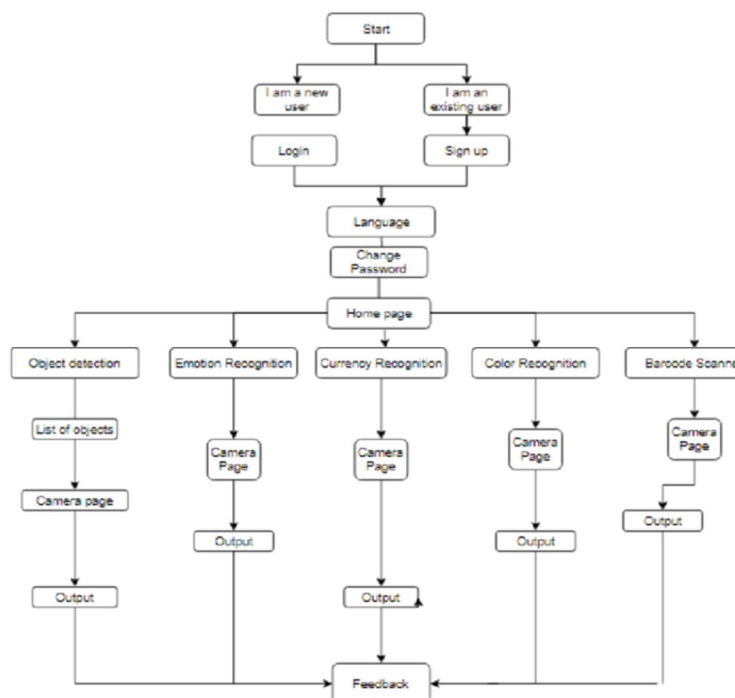 Start
I am a new
user
I am an
existing user
Login
Sign up
Language
Change
Password
Home page
Object detection
Emotion Recognition
Currency Recognition
Color Recognition
Barcode Scanne
List of objects
Camera
Page
Camera
Page
Camera
Page
Camera
Page
Camera page
Output
Output
Output
Output
Output
Feedback